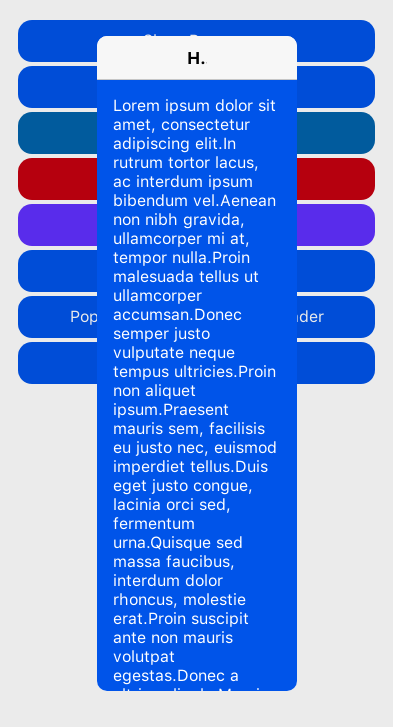 H.
Lorem ipsum dolor sit
amet, consectetur
adipiscing elit.In
rutrum tortor lacus,
ac interdum ipsum
bibendum vel.Aenean
non nibh gravida,
ullamcorper mi at,
tempor nulla.Proin
malesuada tellus ut
ullamcorper
accumsan.Donec
semper justo
vulputate neque
tempus ultricies.Proin
non aliquet
ipsum.Praesent
mauris sem, facilisis
eu justo nec, euismod
imperdiet tellus.Duis
eget justo congue,
lacinia orci sed,
fermentum
urna.Quisque sed
massa faucibus,
interdum dolor
rhoncus, molestie
erat.Proin suscipit
ante non mauris
volutpat
egestas.Donec a
Pop
der